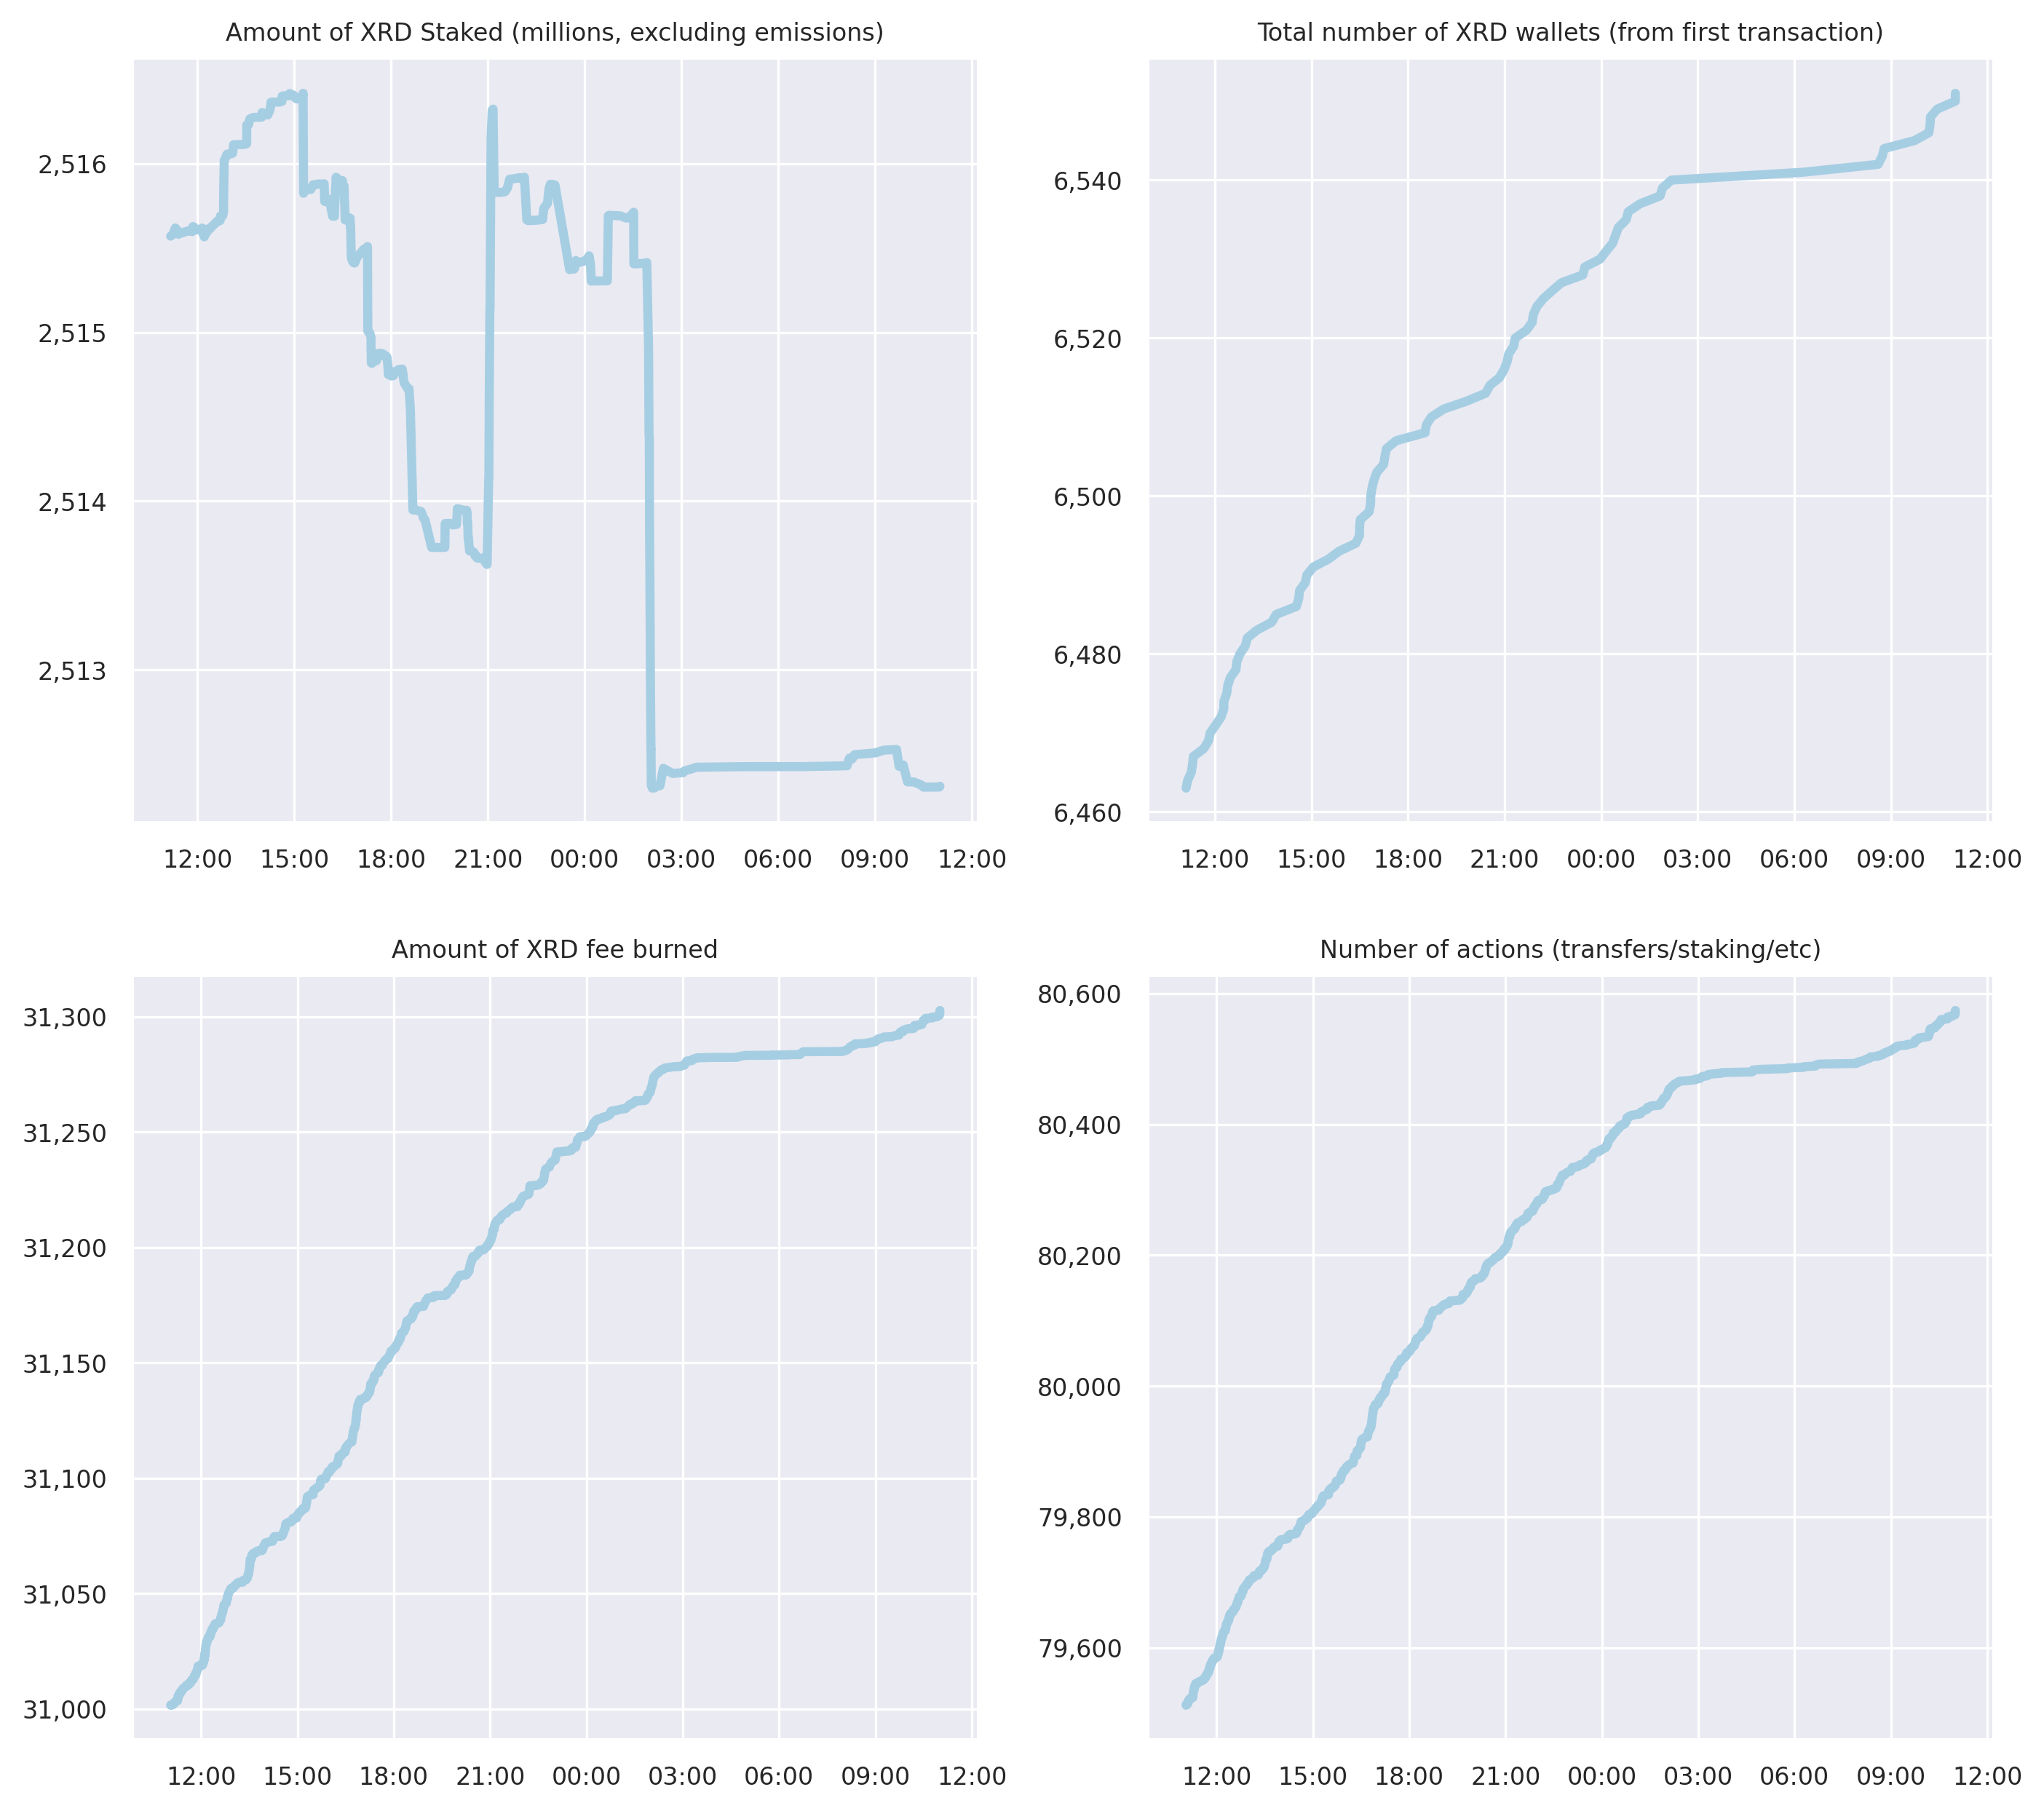 Amount of XRD Staked (millions, excluding emissions)
2,516
2,515
2,514
2,513
12:00 15:00 18:00 21:00 00:00 03:00 06:00 09:00 12:00
Total number of XRD wallets (from first transaction)
6,540
6,520
6,500
6,480
6,460
12:00 15:00 18:00 21:00 00:00 03:00 06:00 09:00 12:00
Amount of XRD fee burned
31,300
31,250
31,200
31,150
31,100
31,050
31,000
12:00 15:00 18:00 21:00 00:00 03:00 06:00 09:00 12:00
Number of actions (transfers/staking/etc)
80,600
80,400
80,200
80,000
79,800
79,600
12:00 15:00 18:00 21:00 00:00 03:00 06:00 09:00 12:00